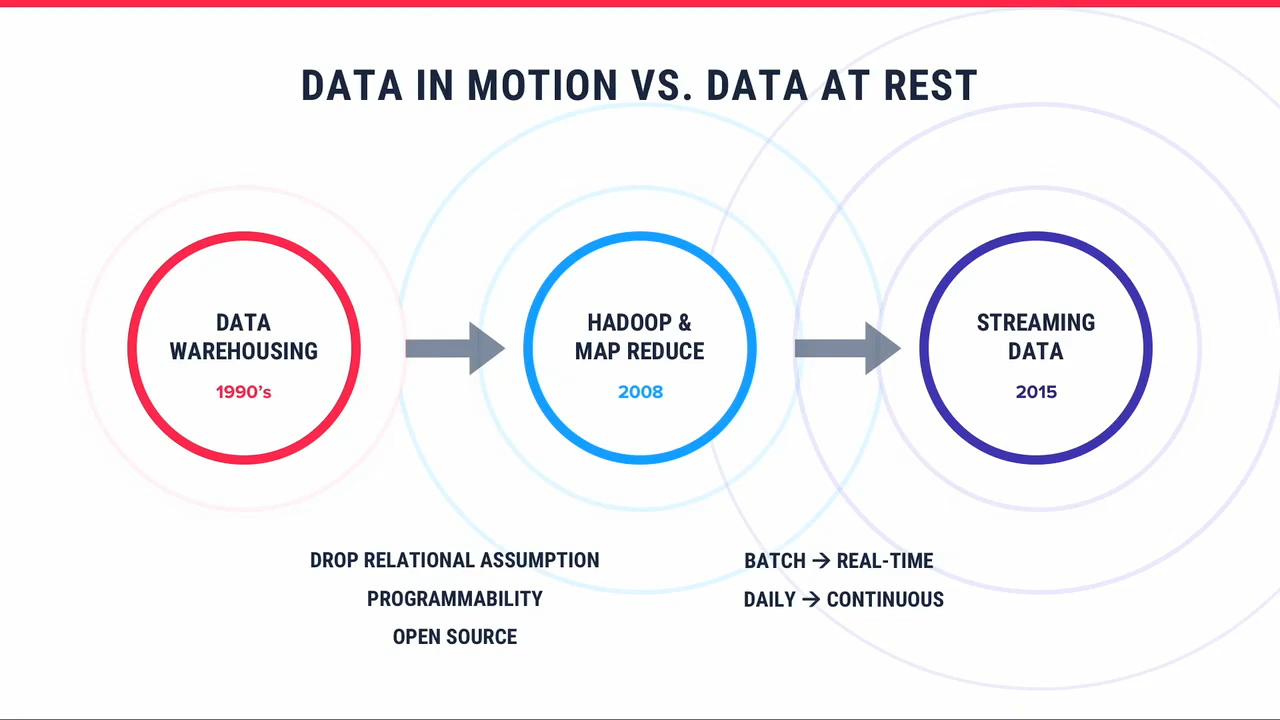 DATA IN MOTION VS. DATA AT REST
DATA
WAREHOUSING
1990's
HADOOP &
MAP REDUCE
2008
STREAMING
DATA
2015
DROP RELATIONAL ASSUMPTION
PROGRAMMABILITY
OPEN SOURCE
BATCH → REAL-TIME
DAILY → CONTINUOUS